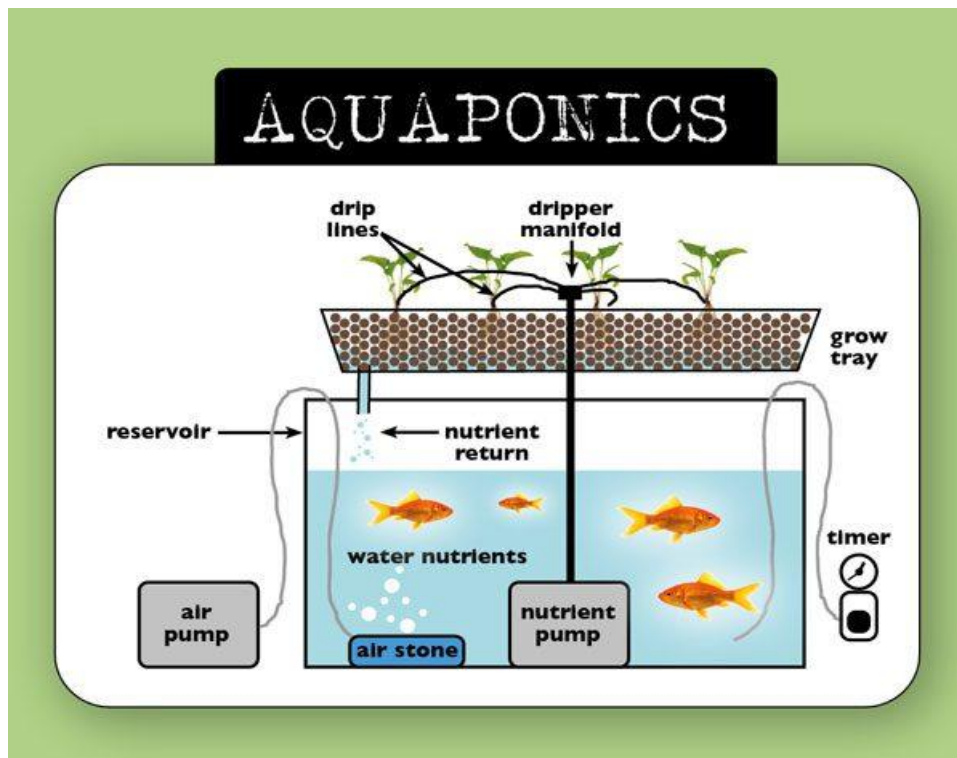 AQUAPONICS
drip
lines
dripper
manifold
grow
tray
reservoir
nutrient
return
water nutrients
timer
air
pump
nutrient
pump
air stone